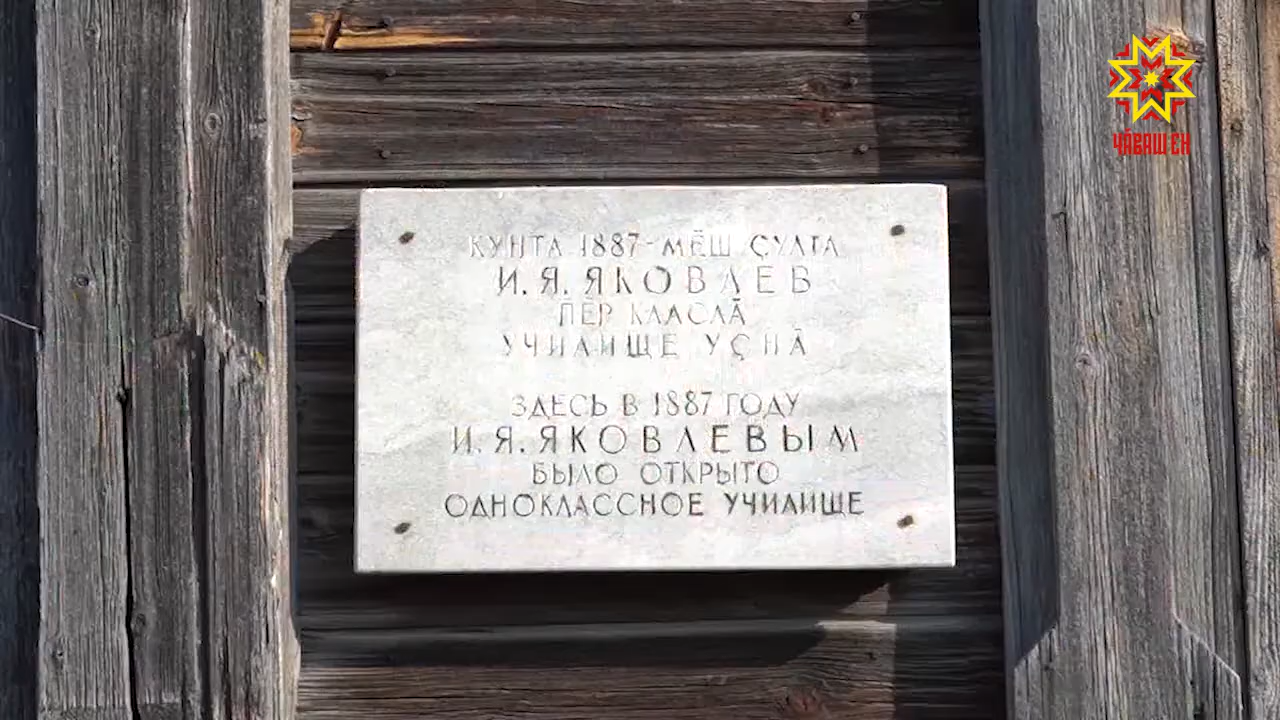 КУНТА 1887-МĔШ ÇУЛТА
И. Я. ЯКОВЛЕВ
ПĔР КЛАСЛĂ
УЧИЛИЩЕ УÇНĂ
ЗДЕСЬ В 1887 ГОДУ
И. Я. ЯКОВЛЕВЫМ
БЫЛО ОТКРЫТО
ОДНОКЛАССНОЕ УЧИЛИЩЕ
ЧĂВАШ ЕН